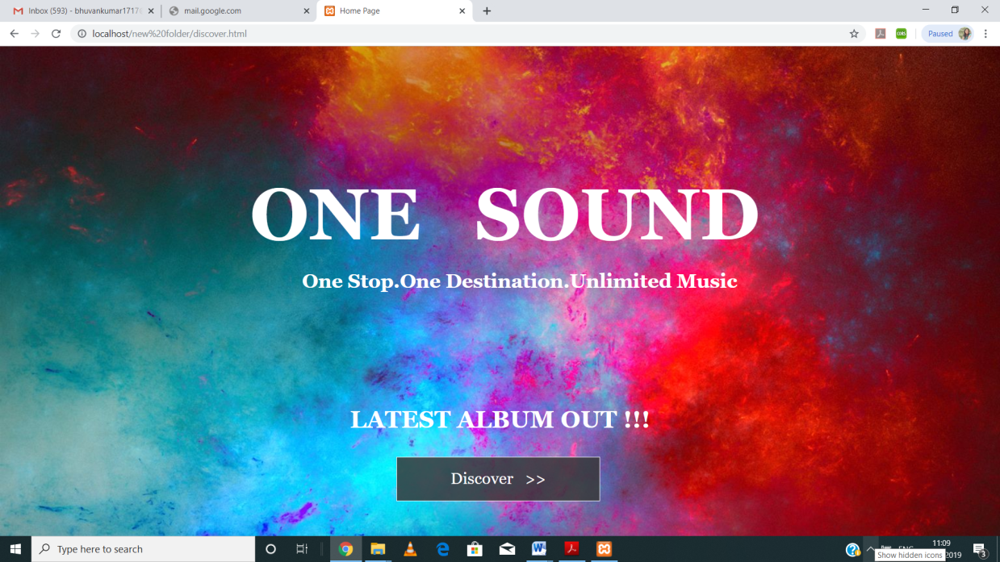 Inbox (593) - bhuvankumar1717
mail.google.com
Home Page
localhost/new%20folder/discover.html
CORS
Paused
ONE SOUND
One Stop.One Destination.Unlimited Music
LATEST ALBUM OUT !!!
Discover >>
Type here to search
ENG
11:09
2019
Show hidden icons
3